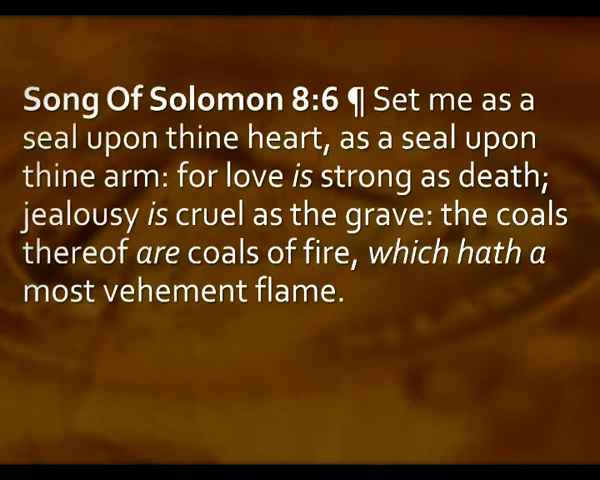 Song Of Solomon 8:6 ¶ Set me as a
seal upon thine heart, as a seal upon
thine arm: for love is strong as death;
jealousy is cruel as the grave: the coals
thereof are coals of fire, which hath a
most vehement flame.